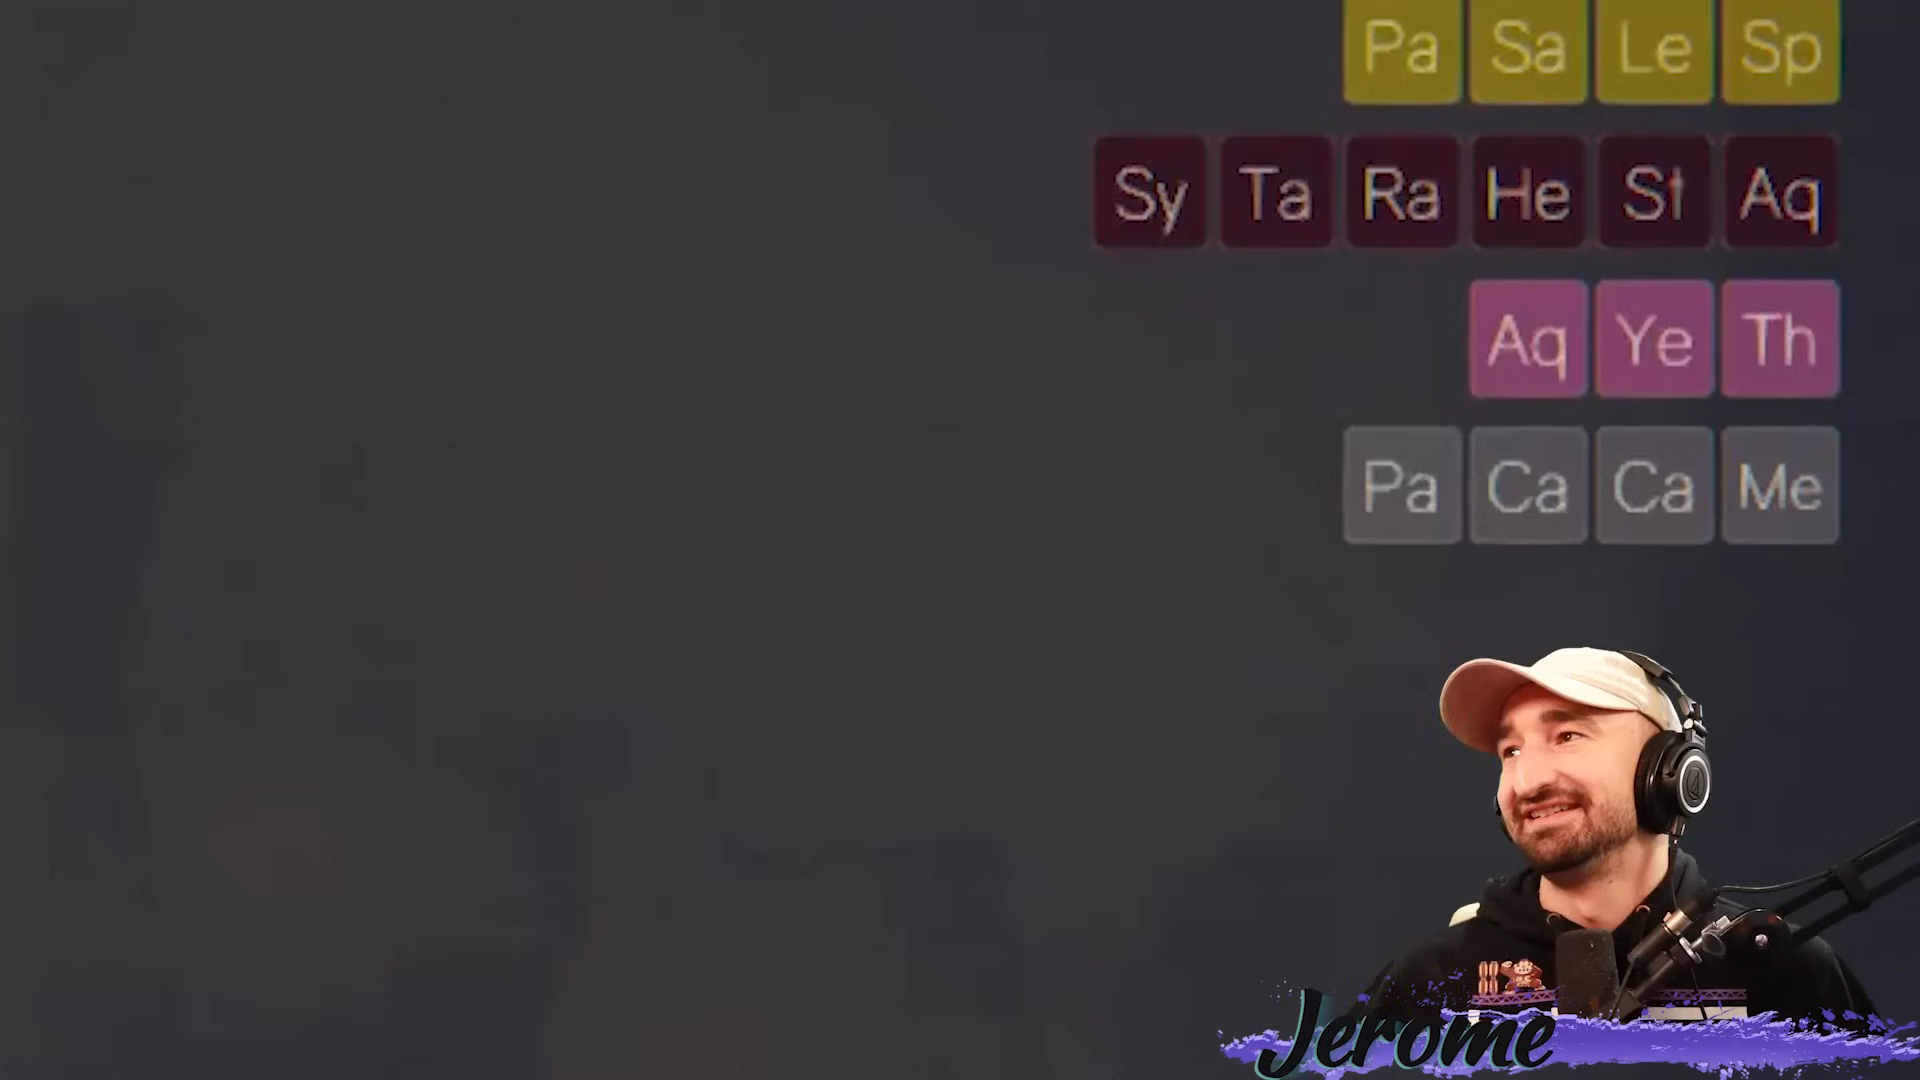 Pa Sa Le Sp
Sy Ta Ra He St Aq
Aq Ye Th
Pa Ca Ca Me
Jerome